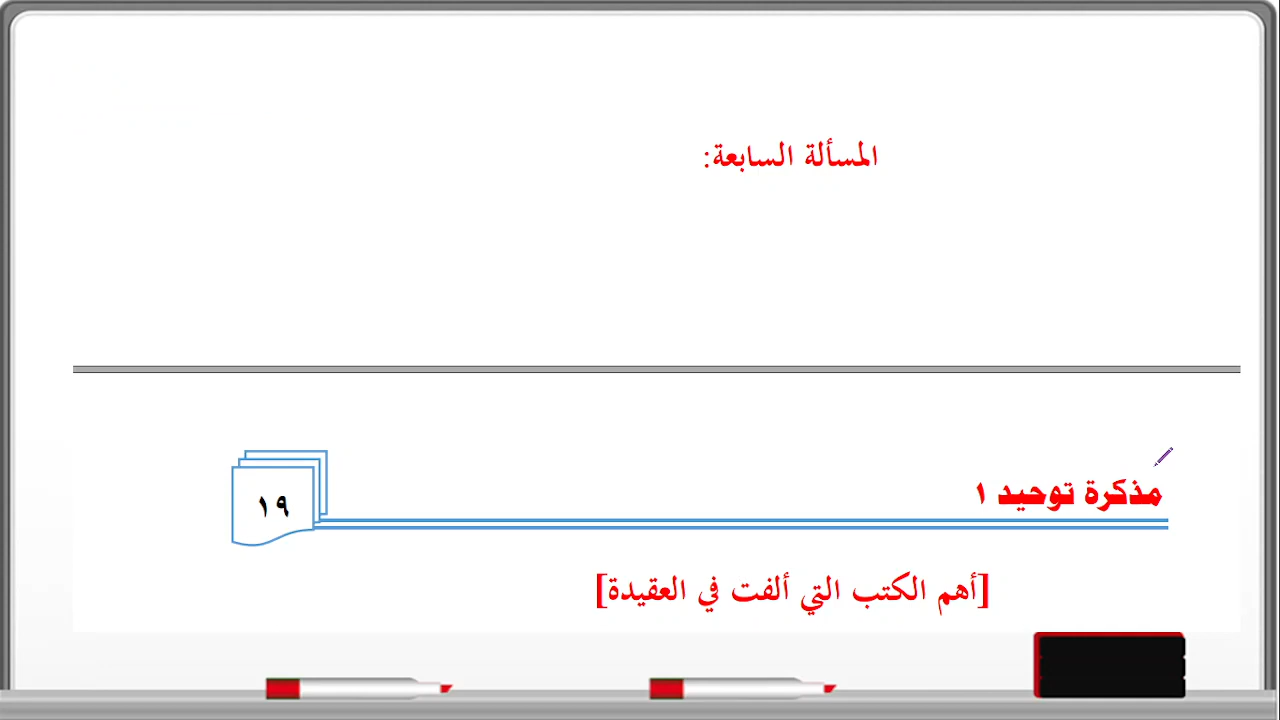 المسألة السابعة:
مذكرة توحيد ١
١٩
[أهم الكتب التي ألفت في العقيدة]